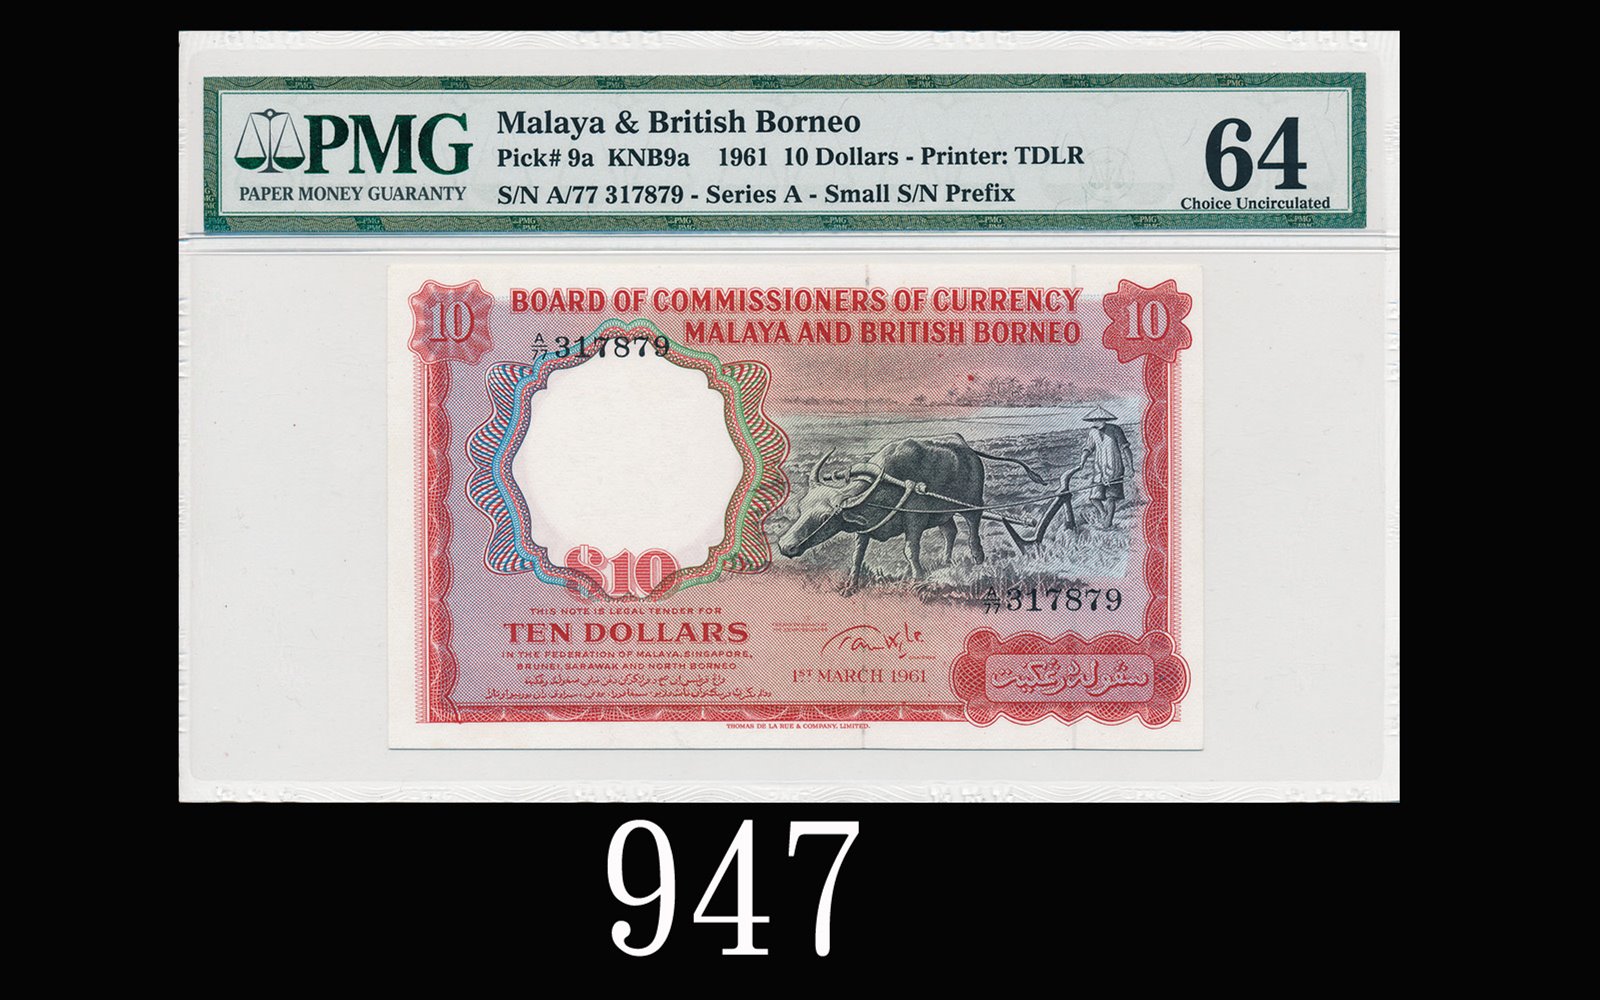 PMG
PAPER MONEY GUARANTY
Malaya & British Borneo
Pick# 9a KNB9a 1961 10 Dollars - Printer: TDLR
S/N A/77 317879 - Series A - Small S/N Prefix
64
Choice Uncirculated
10
BOARD OF COMMISSIONERS OF CURRENCY
MALAYA AND BRITISH BORNEO
10
A/77 317879
$10
A/77 317879
THIS NOTE IS LEGAL TENDER FOR
TEN DOLLARS
IN THE FEDERATION OF MALAYA, SINGAPORE,
BRUNEI, SARAWAK AND NORTH BORNEO
1ST MARCH 1961
THOMAS DE LA RUE & COMPANY, LIMITED.
947